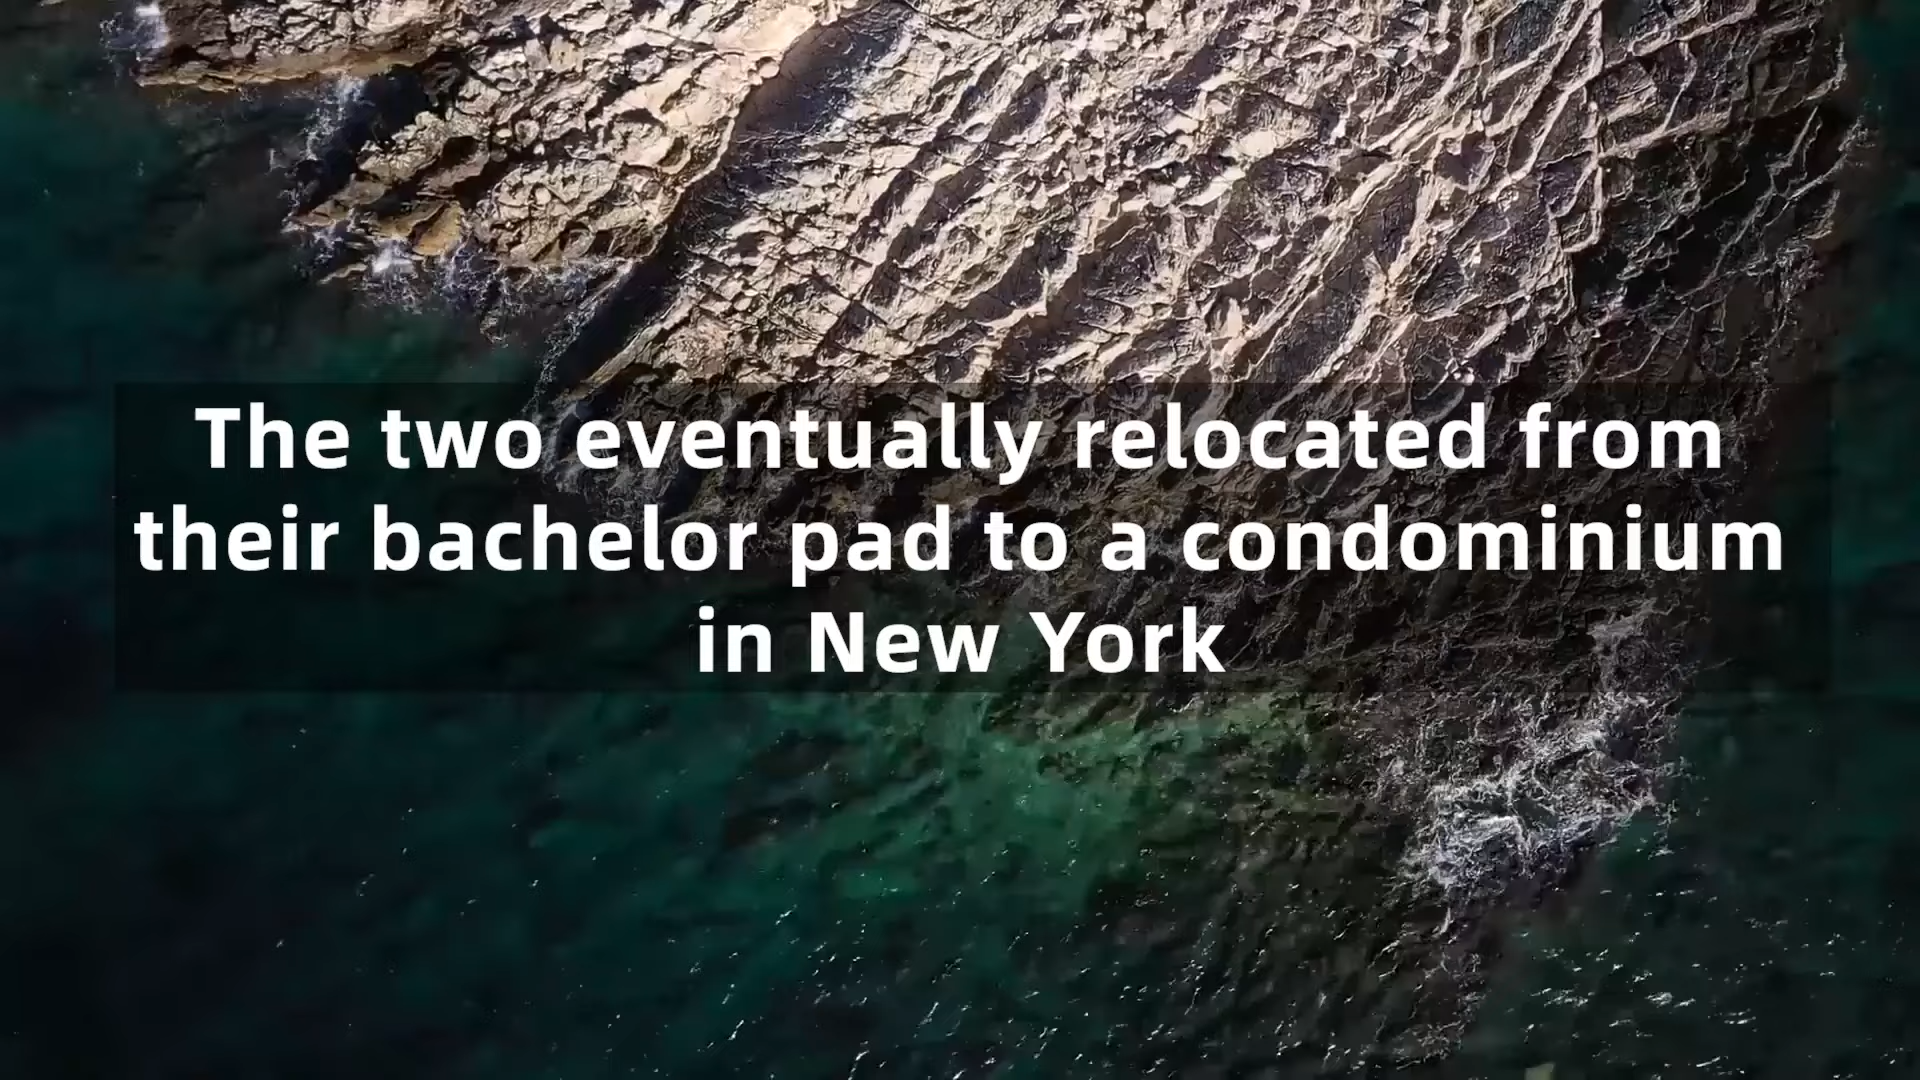 The two eventually relocated from
their bachelor pad to a condominium
in New York